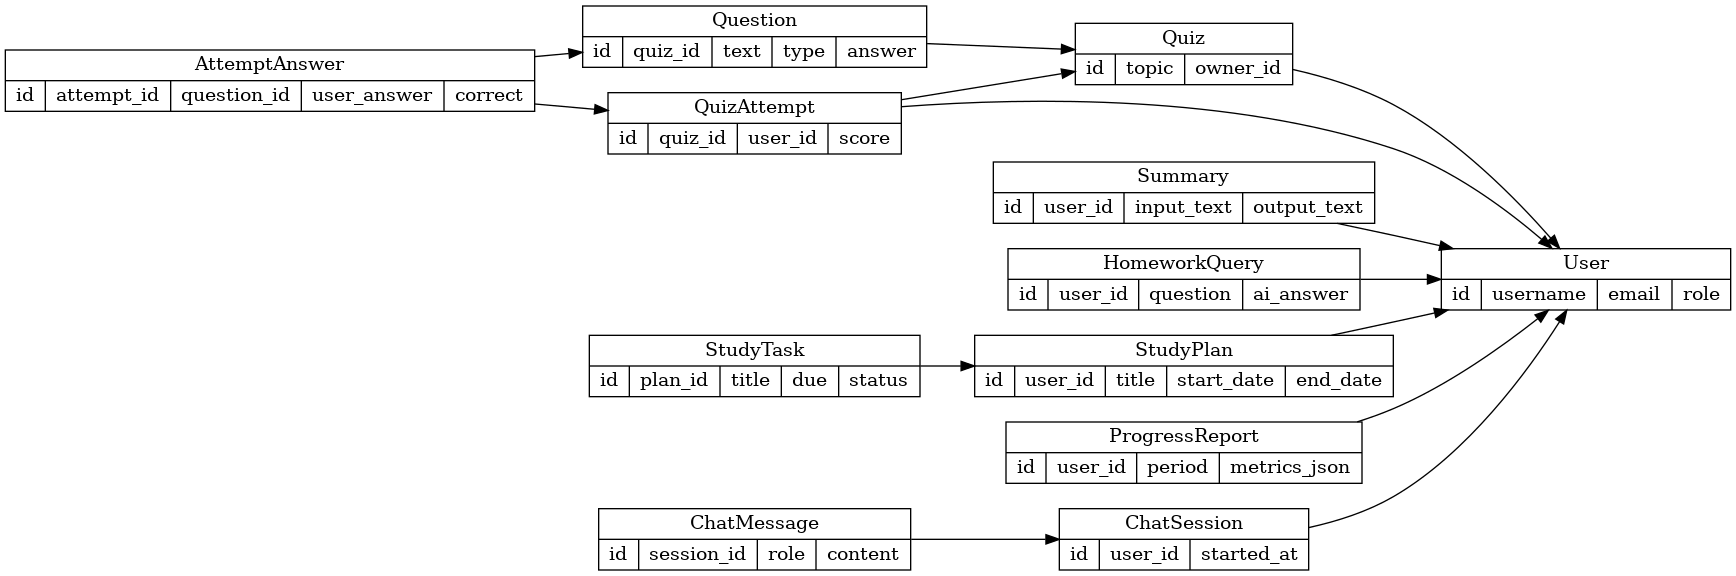 AttemptAnswer
id attempt_id question_id user_answer correct
Question
id quiz_id text type answer
QuizAttempt
id quiz_id user_id score
Quiz
id topic owner_id
Summary
id user_id input_text output_text
HomeworkQuery
id user_id question ai_answer
User
id username email role
StudyTask
id plan_id title due status
StudyPlan
id user_id title start_date end_date
ProgressReport
id user_id period metrics_json
ChatMessage
id session_id role content
ChatSession
id user_id started_at